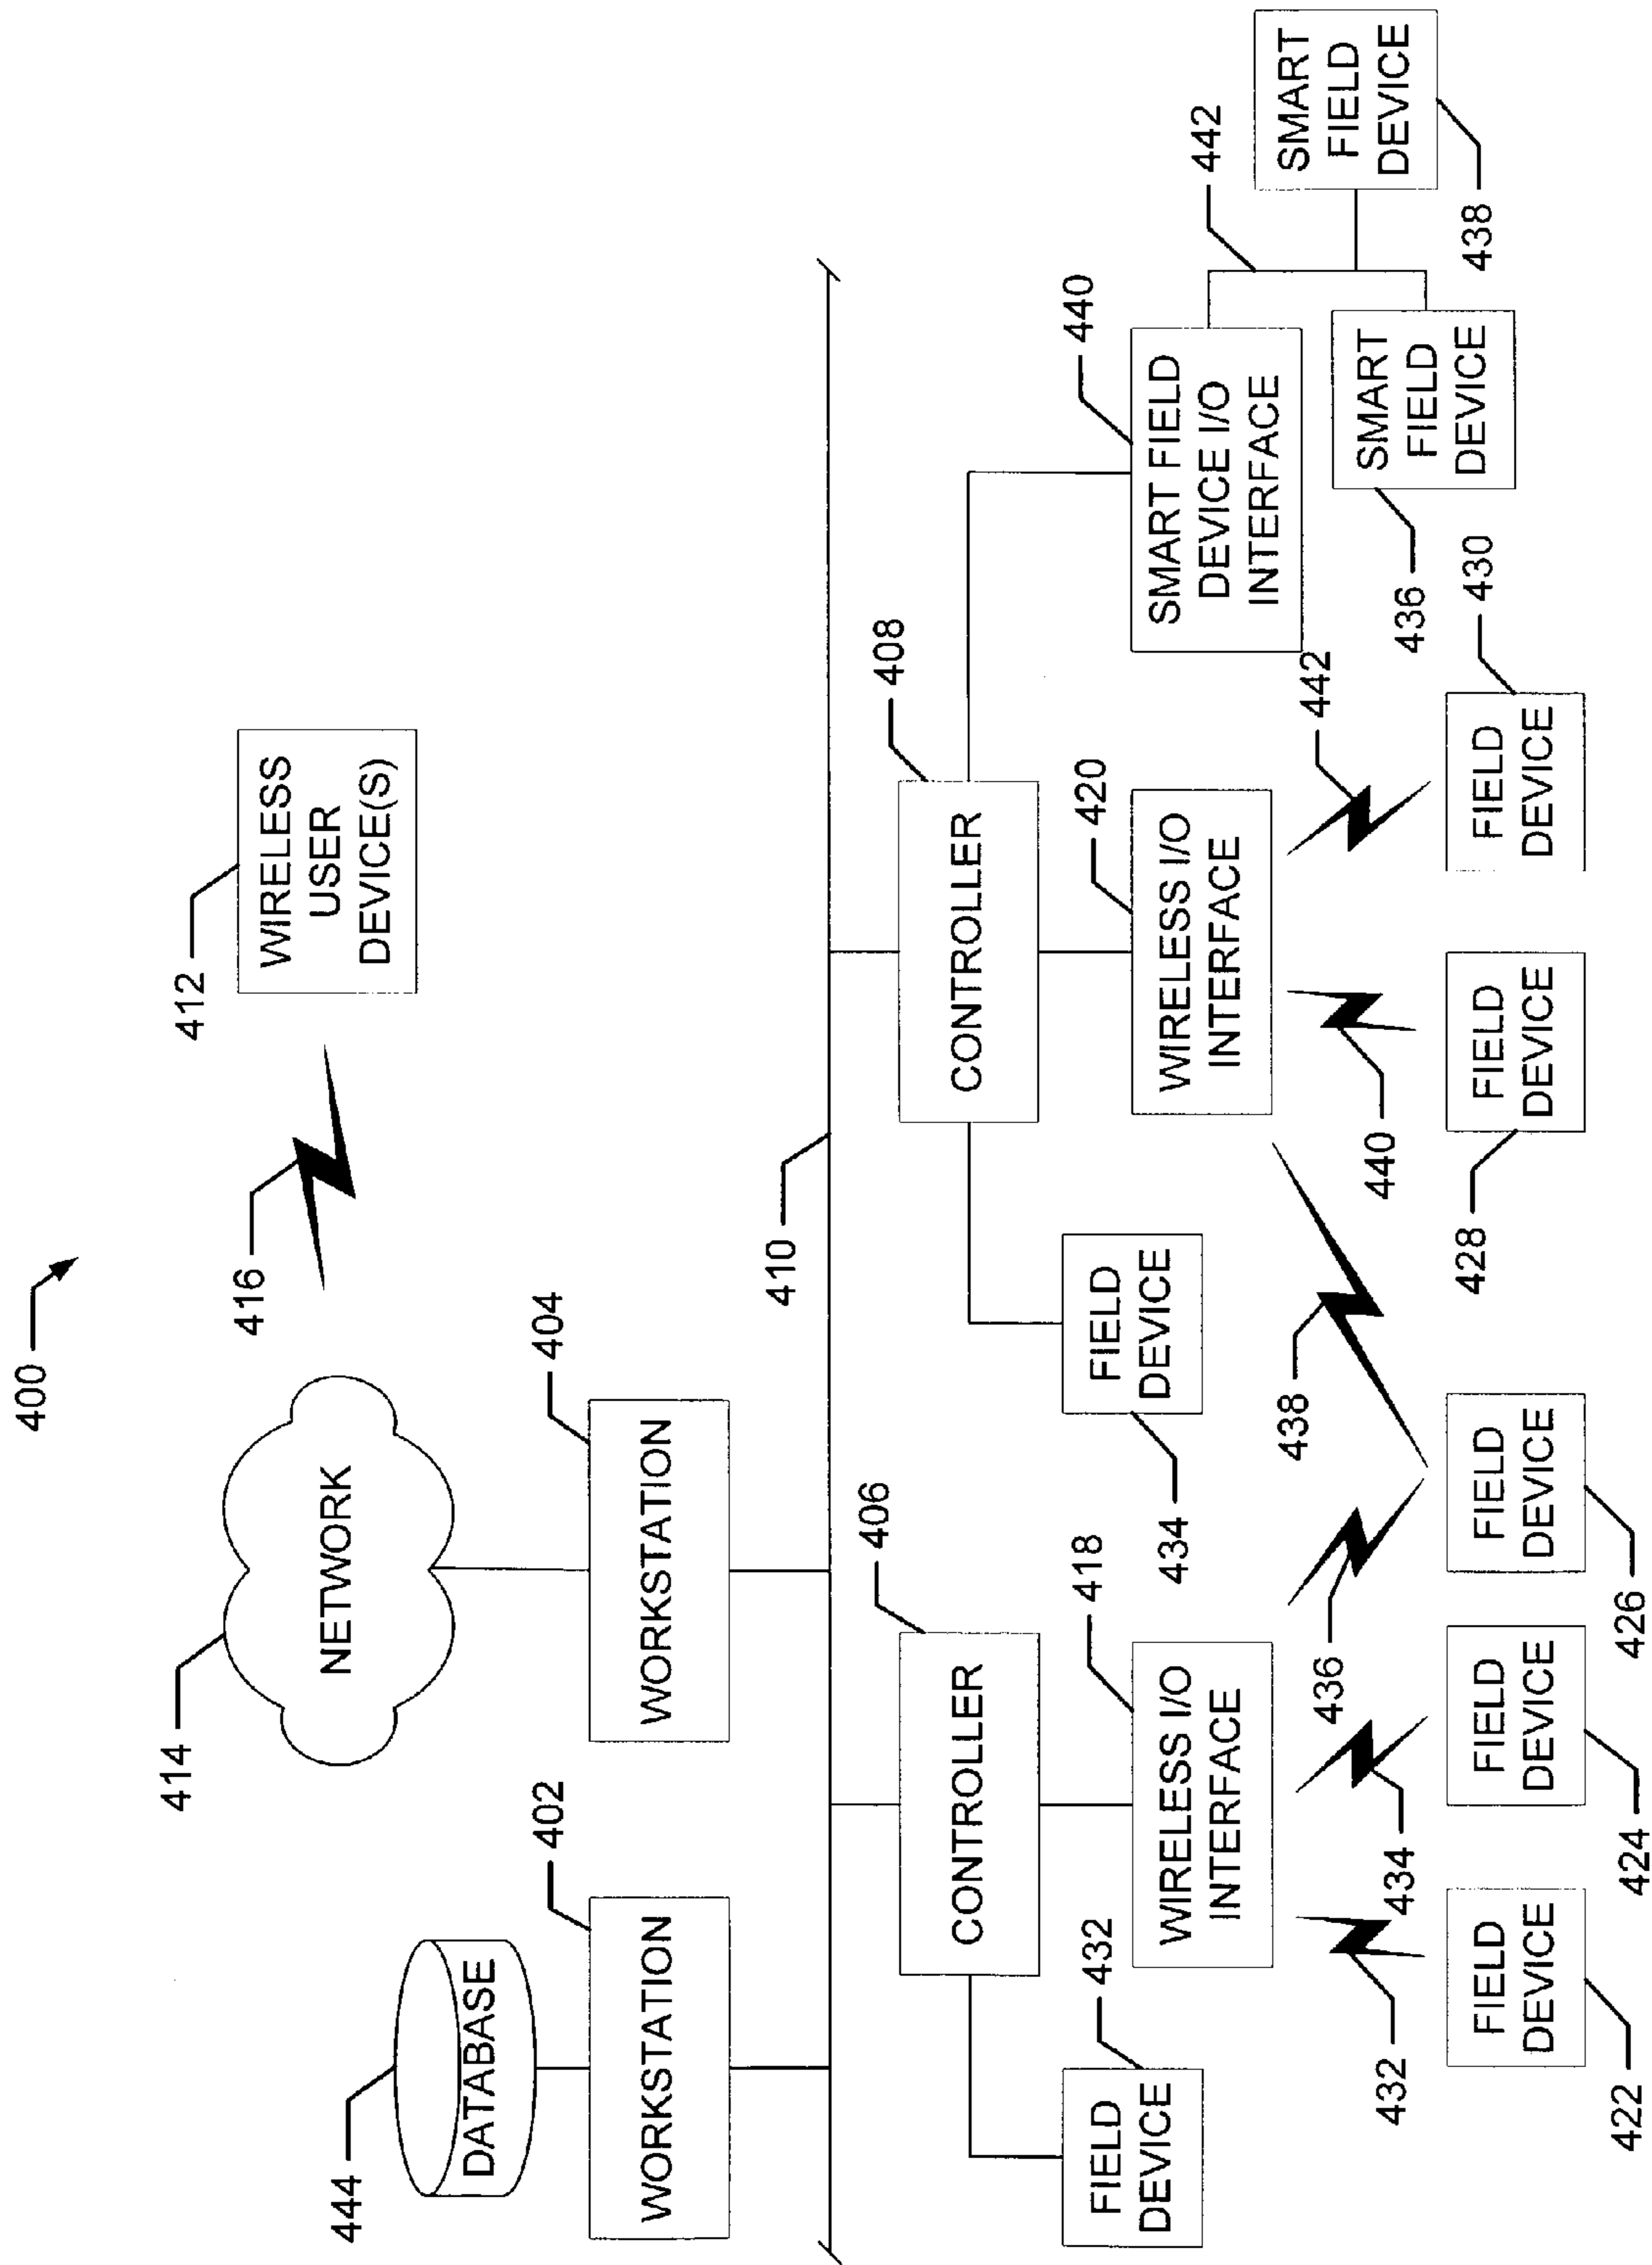 400
414
NETWORK
416
412
WIRELESS
USER
DEVICE(S)
444
DATABASE
402
WORKSTATION
404
WORKSTATION
410
406
CONTROLLER
408
CONTROLLER
432
FIELD
DEVICE
418
WIRELESS I/O
INTERFACE
434
FIELD
DEVICE
420
WIRELESS I/O
INTERFACE
440
SMART FIELD
DEVICE I/O
INTERFACE
442
SMART
FIELD
DEVICE
438
SMART
FIELD
DEVICE
436
432
434
436
438
440
442
422
FIELD
DEVICE
424
FIELD
DEVICE
426
FIELD
DEVICE
428
FIELD
DEVICE
430
FIELD
DEVICE